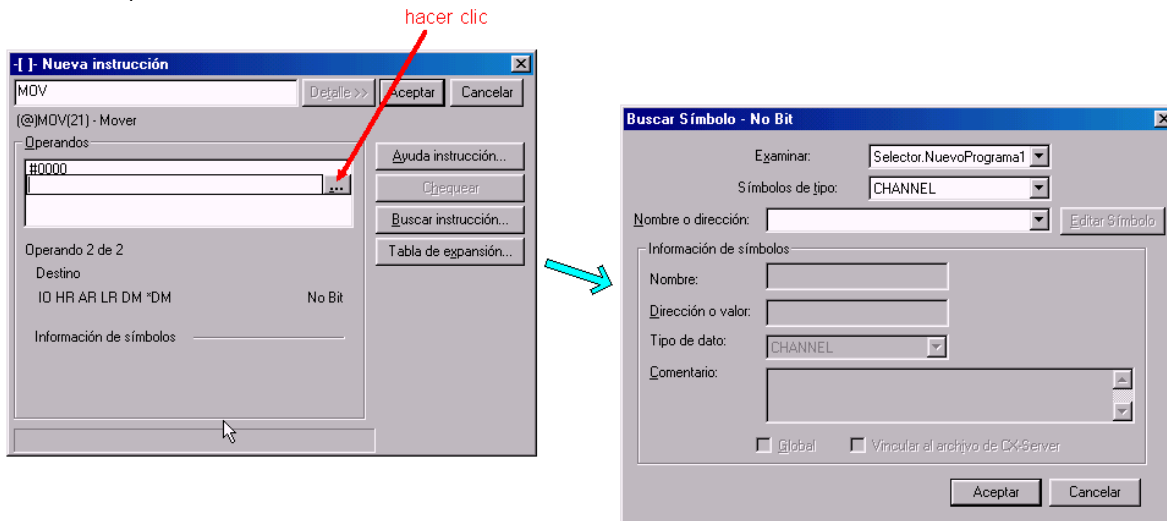 hacer clic
-[ ]- Nueva instrucción
MOV
Detalle >>
Aceptar
Cancelar
(@)MOV(21) - Mover
Operandos
#0000
...
Ayuda instrucción...
Chequear
Buscar instrucción...
Tabla de expansión...
Operando 2 de 2
Destino
IO HR AR LR DM *DM No Bit
Información de símbolos
Buscar Símbolo - No Bit
Examinar: Selector.NuevoPrograma1
Símbolos de tipo: CHANNEL
Nombre o dirección:
Editar Símbolo
Información de símbolos
Nombre:
Dirección o valor:
Tipo de dato: CHANNEL
Comentario:
Global Vincular al archivo de CX-Server
Aceptar Cancelar